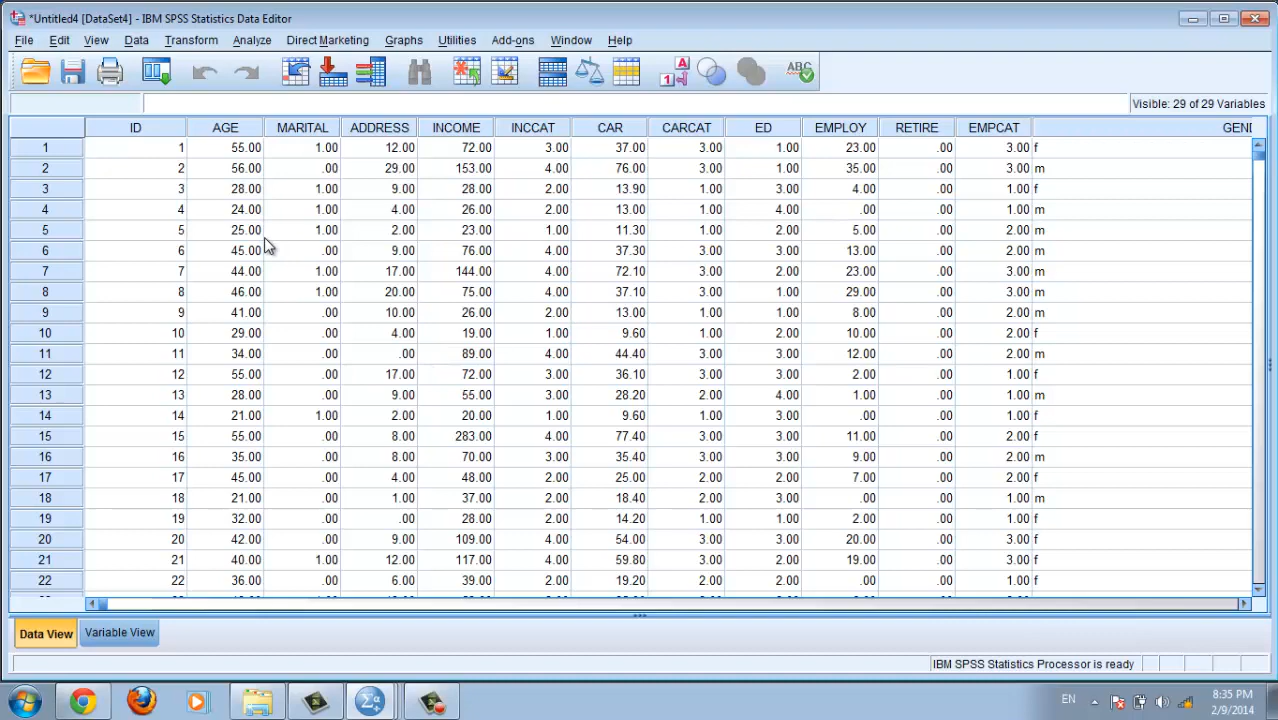 *Untitled4 [DataSet4] - IBM SPSS Statistics Data Editor
File Edit View Data Transform Analyze Direct Marketing Graphs Utilities Add-ons Window Help
Visible: 29 of 29 Variables
ID AGE MARITAL ADDRESS INCOME INCCAT CAR CARCAT ED EMPLOY RETIRE EMPCAT GEND
1 1 55.00 1.00 12.00 72.00 3.00 37.00 3.00 1.00 23.00 .00 3.00 f
2 2 56.00 .00 29.00 153.00 4.00 76.00 3.00 1.00 35.00 .00 3.00 m
3 3 28.00 1.00 9.00 28.00 2.00 13.90 1.00 3.00 4.00 .00 1.00 f
4 4 24.00 1.00 4.00 26.00 2.00 13.00 1.00 4.00 .00 .00 1.00 m
5 5 25.00 1.00 2.00 23.00 1.00 11.30 1.00 2.00 5.00 .00 2.00 m
6 6 45.00 .00 9.00 76.00 4.00 37.30 3.00 3.00 13.00 .00 2.00 m
7 7 44.00 1.00 17.00 144.00 4.00 72.10 3.00 2.00 23.00 .00 3.00 m
8 8 46.00 1.00 20.00 75.00 4.00 37.10 3.00 1.00 29.00 .00 3.00 m
9 9 41.00 .00 10.00 26.00 2.00 13.00 1.00 1.00 8.00 .00 2.00 m
10 10 29.00 .00 4.00 19.00 1.00 9.60 1.00 2.00 10.00 .00 2.00 f
11 11 34.00 .00 .00 89.00 4.00 44.40 3.00 3.00 12.00 .00 2.00 m
12 12 55.00 .00 17.00 72.00 3.00 36.10 3.00 3.00 2.00 .00 1.00 f
13 13 28.00 .00 9.00 55.00 3.00 28.20 2.00 4.00 1.00 .00 1.00 m
14 14 21.00 1.00 2.00 20.00 1.00 9.60 1.00 3.00 .00 .00 1.00 f
15 15 55.00 .00 8.00 283.00 4.00 77.40 3.00 3.00 11.00 .00 2.00 f
16 16 35.00 .00 8.00 70.00 3.00 35.40 3.00 3.00 9.00 .00 2.00 m
17 17 45.00 .00 4.00 48.00 2.00 25.00 2.00 2.00 7.00 .00 2.00 f
18 18 21.00 .00 1.00 37.00 2.00 18.40 2.00 3.00 .00 .00 1.00 m
19 19 32.00 .00 .00 28.00 2.00 14.20 1.00 1.00 2.00 .00 1.00 f
20 20 42.00 .00 9.00 109.00 4.00 54.00 3.00 3.00 20.00 .00 3.00 f
21 21 40.00 1.00 12.00 117.00 4.00 59.80 3.00 2.00 19.00 .00 3.00 f
22 22 36.00 .00 6.00 39.00 2.00 19.20 2.00 2.00 .00 .00 1.00 f
Data View Variable View
IBM SPSS Statistics Processor is ready
EN 8:35 PM
2/9/2014